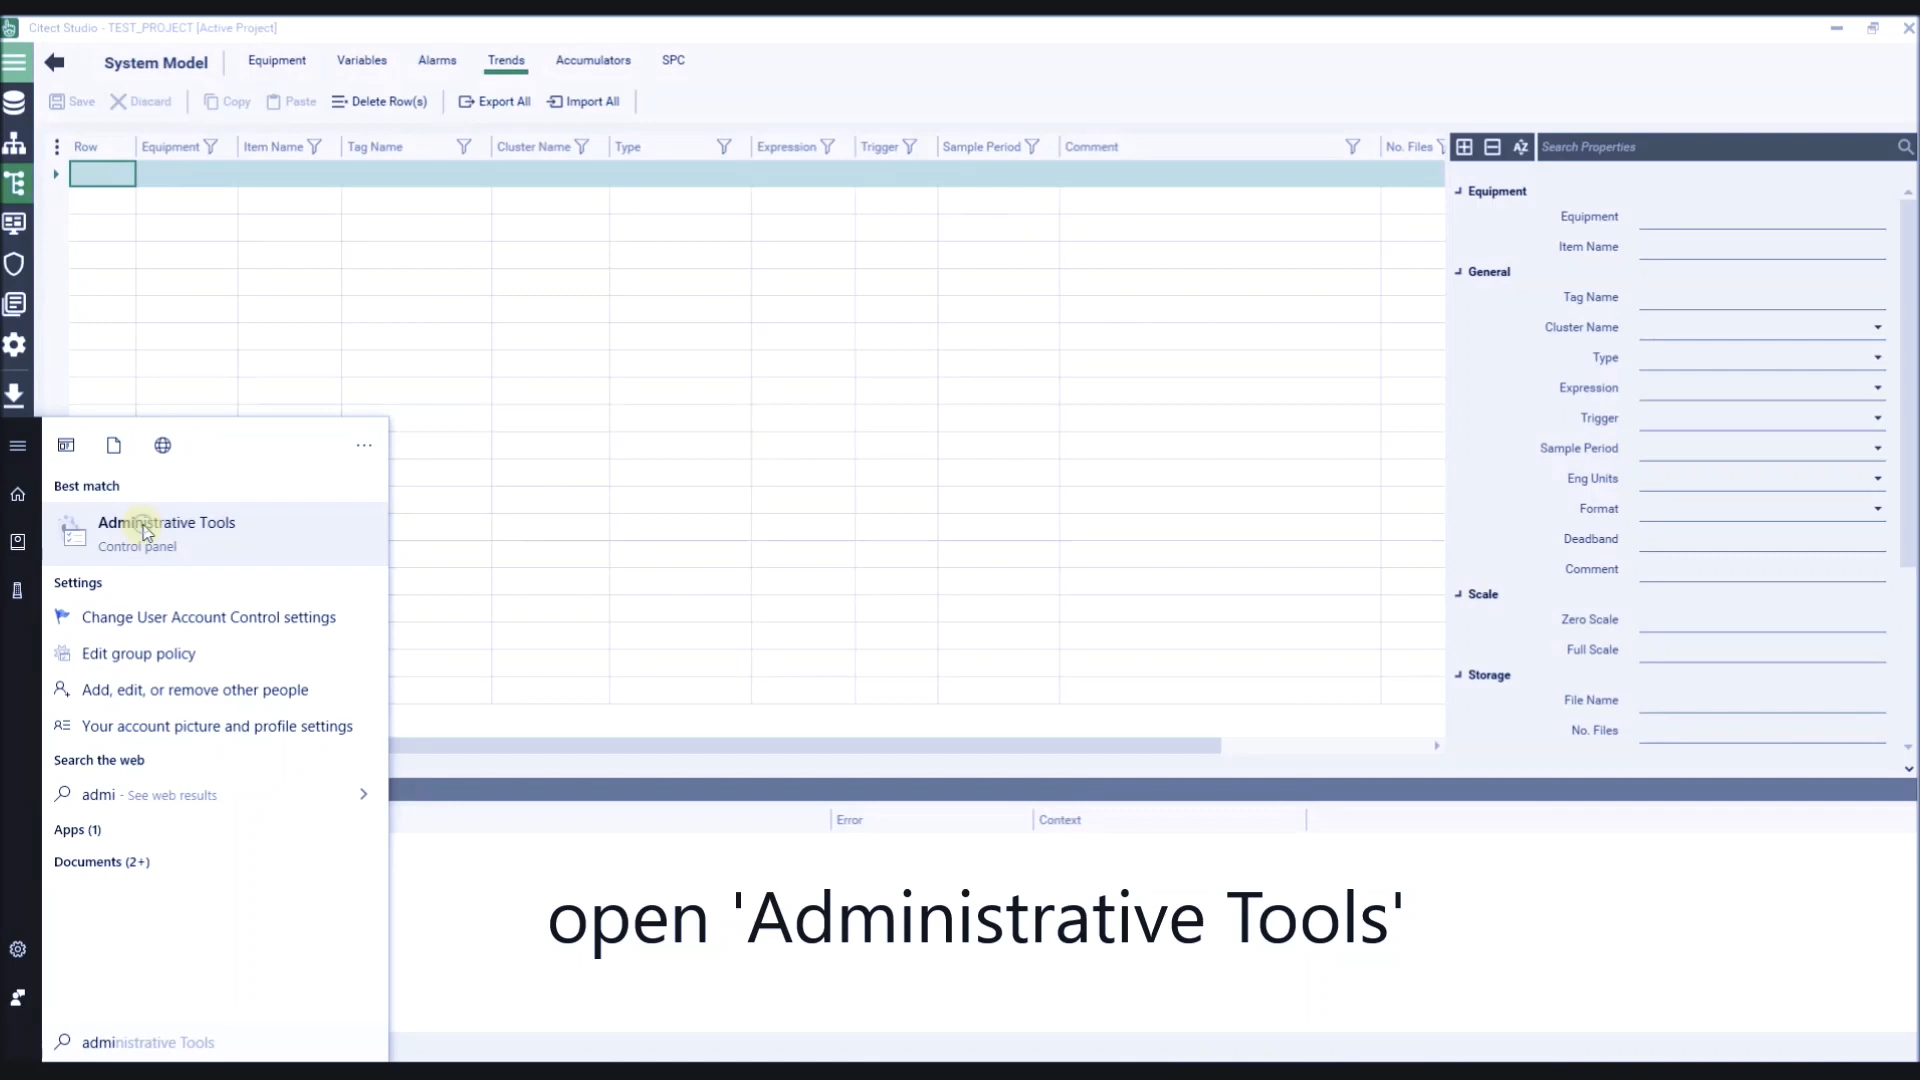 Citect Studio - TEST_PROJECT [Active Project]
System Model
Equipment Variables Alarms Trends Accumulators SPC
Save Discard Copy Paste Delete Row(s) Export All Import All
Row Equipment Item Name Tag Name Cluster Name Type Expression Trigger Sample Period Comment No. Files
Search Properties
Equipment
Equipment
Item Name
General
Tag Name
Cluster Name
Type
Expression
Trigger
Sample Period
Eng Units
Format
Deadband
Comment
Scale
Zero Scale
Full Scale
Storage
File Name
No. Files
Best match
Administrative Tools
Control panel
Settings
Change User Account Control settings
Edit group policy
Add, edit, or remove other people
Your account picture and profile settings
Search the web
admi - See web results
Apps (1)
Documents (2+)
administrative Tools
Error Context
open 'Administrative Tools'